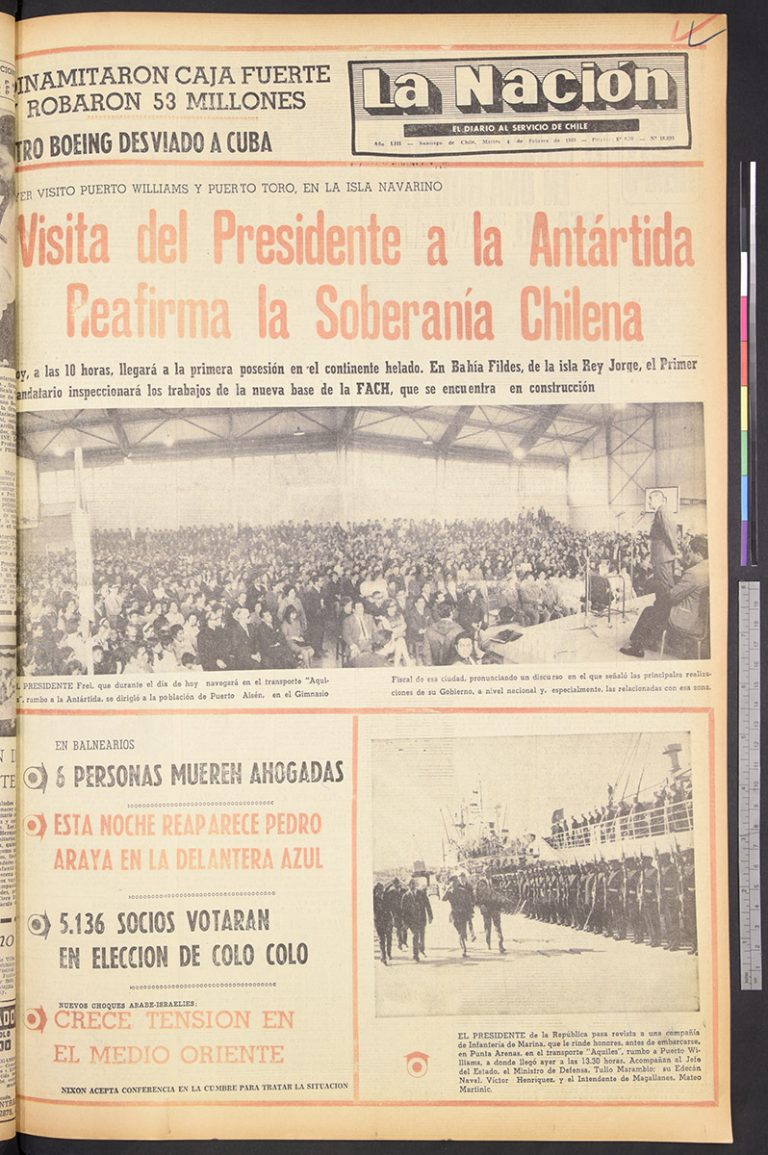 INAMITARON CAJA FUERTE
ROBARON 53 MILLONES
TRO BOEING DESVIADO A CUBA
La Nación
EL DIARIO AL SERVICIO DE CHILE
Santiago de Chile, Martes 4 de Febrero de
ER VISITO PUERTO WILLIAMS Y PUERTO TORO, EN LA ISLA NAVARINO
Visita del Presidente a la Antártida
Reafirma la Soberanía Chilena
oy, a las 10 horas, llegará a la primera posesión en el continente helado. En Bahía Fildes, de la isla Rey Jorge, el Primer
andatario inspeccionará los trabajos de la nueva base de la FACH, que se encuentra en construcción
L PRESIDENTE Frei, que durante el día de hoy navegará en el transporte "Aqui-
", rumbo a la Antártida, se dirigió a la población de Puerto Aisén, en el Gimnasio
Fiscal de esa ciudad, pronunciando un discurso en el que señaló las principales realiza-
ciones de su Gobierno, a nivel nacional y, especialmente, las relacionadas con esa zona.
EN BALNEARIOS
6 PERSONAS MUEREN AHOGADAS
ESTA NOCHE REAPARECE PEDRO
ARAYA EN LA DELANTERA AZUL
5.136 SOCIOS VOTARAN
EN ELECCION DE COLO COLO
NUEVOS CHOQUES ARABE-ISRAELIES:
CRECE TENSION EN
EL MEDIO ORIENTE
NIXON ACEPTA CONFERENCIA EN LA CUMBRE PARA TRATAR LA SITUACION
EL PRESIDENTE de la República pasa revista a una compañía
de Infantería de Marina, que le rinde honores, antes de embarcarse,
en Punta Arenas, en el transporte "Aquiles", rumbo a Puerto Wi-
lliams, a donde llegó ayer a las 13.30 horas. Acompañan al Jefe
del Estado, el Ministro de Defensa, Tulio Marambio; su Edecán
Naval, Víctor Henríquez, y el Intendente de Magallanes, Mateo
Martinic.